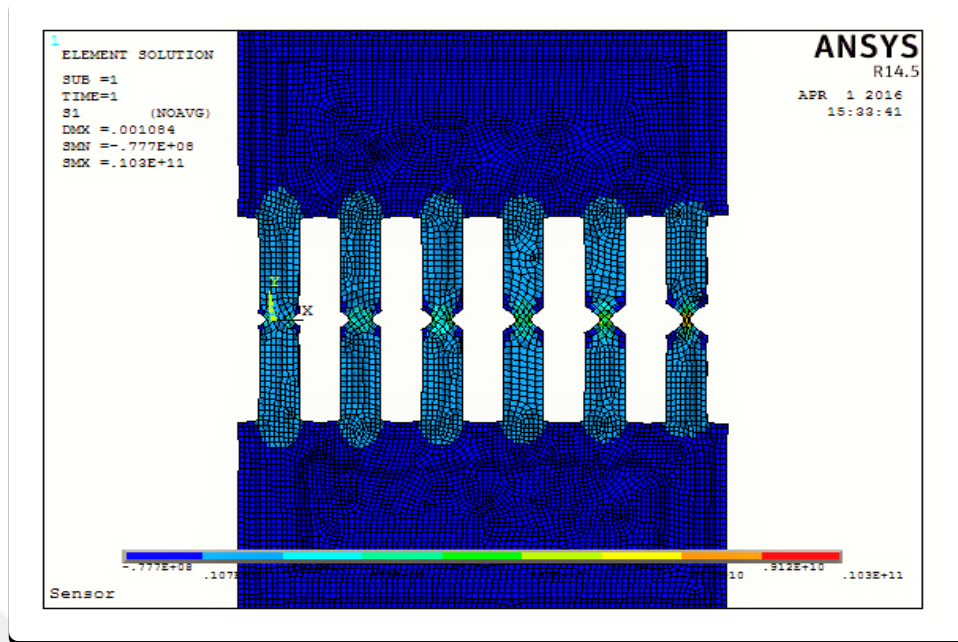 1
ELEMENT SOLUTION
SUB =1
TIME=1
S1 (NOAVG)
DMX =.001084
SMN =-.777E+08
SMX =.103E+11
ANSYS
R14.5
APR 1 2016
15:33:41
Y
X
-.777E+08
.912E+10
.103E+11
Sensor